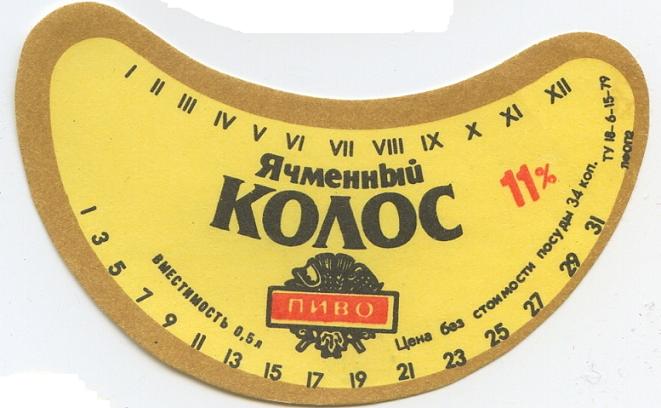 I II III IV V VI VII VIII IX X XI XII
Ячменный
КОЛОС
11%
ПИВО
ВМЕСТИМОСТЬ 0,5л
Цена без стоимости посуды 34 коп.
ТУ 18-6-15-79
ЛФОП2
1 3 5 7 9 11 13 15 17 19 21 23 25 27 29 31